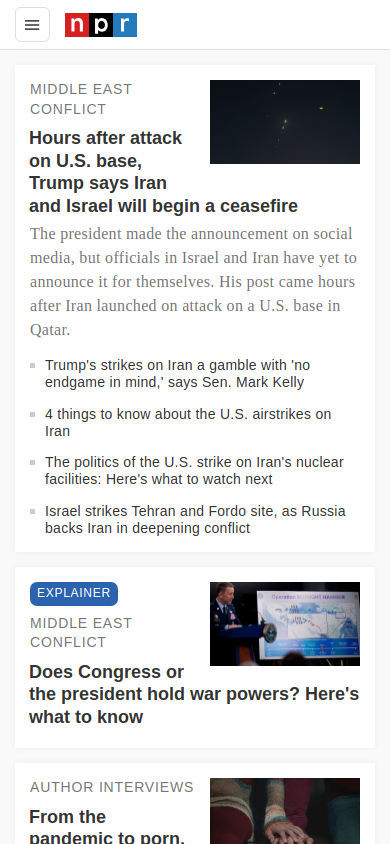 npr
MIDDLE EAST
CONFLICT
Hours after attack
on U.S. base,
Trump says Iran
and Israel will begin a ceasefire
The president made the announcement on social
media, but officials in Israel and Iran have yet to
announce it for themselves. His post came hours
after Iran launched on attack on a U.S. base in
Qatar.
Trump's strikes on Iran a gamble with 'no
endgame in mind,' says Sen. Mark Kelly
4 things to know about the U.S. airstrikes on
Iran
The politics of the U.S. strike on Iran's nuclear
facilities: Here's what to watch next
Israel strikes Tehran and Fordo site, as Russia
backs Iran in deepening conflict
EXPLAINER
MIDDLE EAST
CONFLICT
Operation MIDNIGHT HAMMER
Does Congress or
the president hold war powers? Here's
what to know
AUTHOR INTERVIEWS
From the
pandemic to porn,